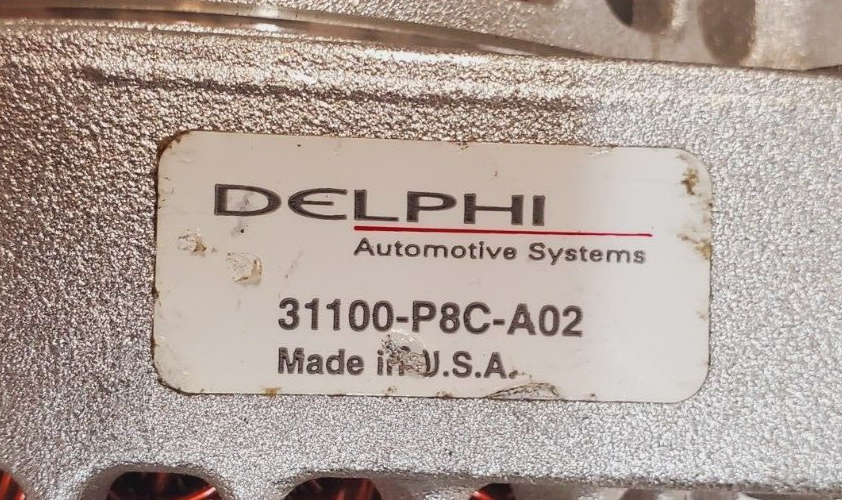 DELPHI
Automotive Systems
31100-P8C-A02
Made in U.S.A.